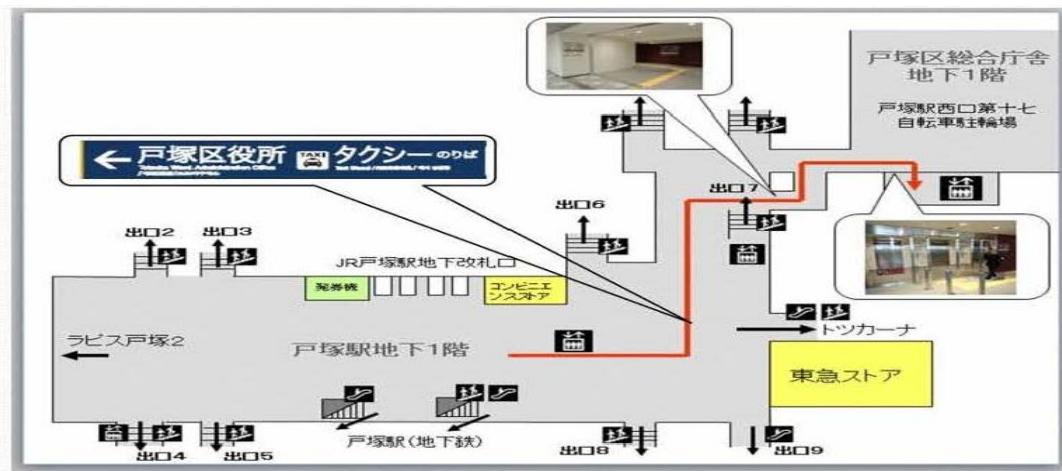 戸塚区総合庁舎
地下1階
戸塚駅西口第十七
自転車駐輪場
← 戸塚区役所 TAXI タクシーのりば
出口7
出口6
出口2
出口3
JR戸塚駅地下改札口
発券機
コンビニエ
ンスストア
ラピス戸塚2
戸塚駅地下1階
トツカーナ
東急ストア
戸塚駅(地下鉄)
出口4
出口5
出口8
出口9